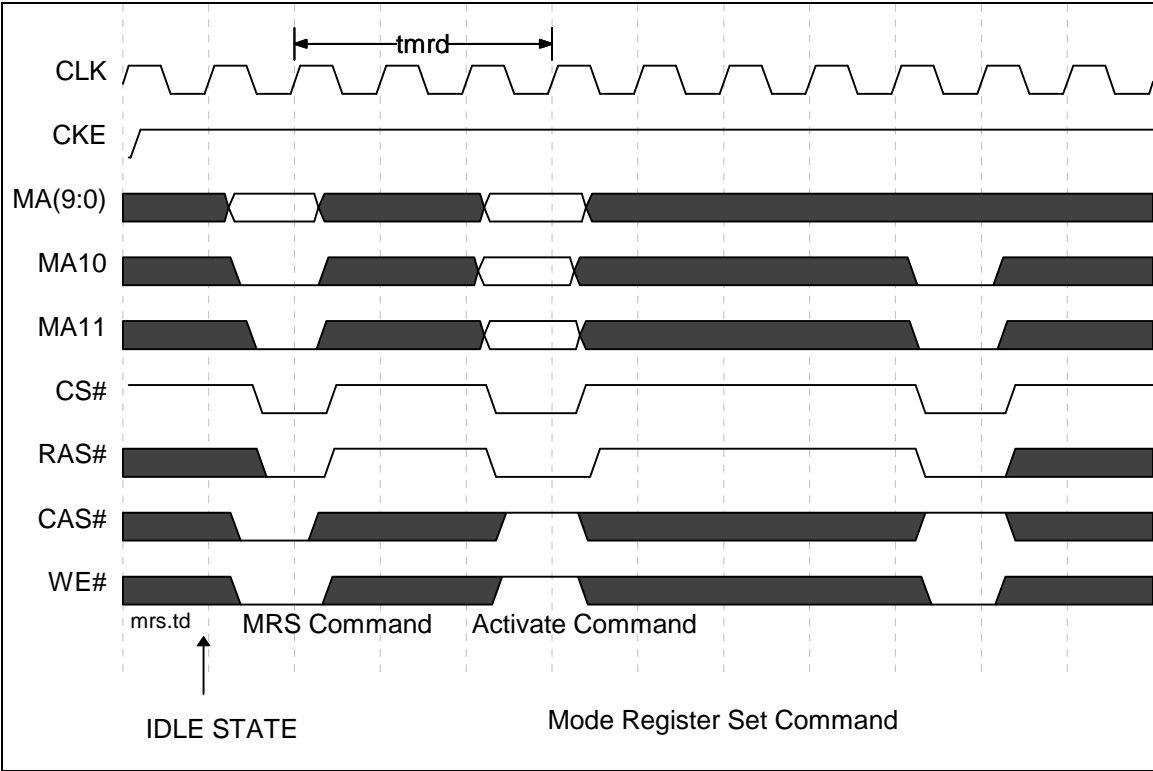 tmrd
CLK
CKE
MA(9:0)
MA10
MA11
CS#
RAS#
CAS#
WE#
mrs.td
MRS Command
Activate Command
IDLE STATE
Mode Register Set Command